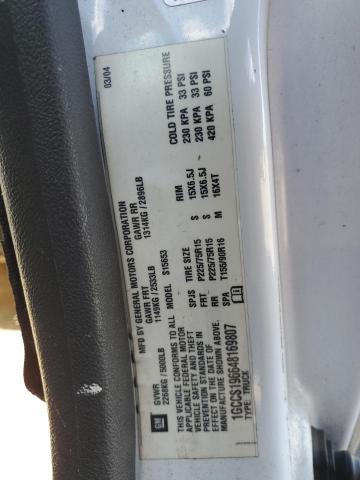 MFD BY GENERAL MOTORS CORPORATION
03/04
GVWR GAWR FRT GAWR RR
2268KG / 5000LB 1149KG / 2533LB 1314KG / 2896LB
THIS VEHICLE CONFORMS TO ALL
APPLICABLE FEDERAL MOTOR
VEHICLE SAFETY, BUMPER, AND THEFT
PREVENTION STANDARDS IN
EFFECT ON THE DATE OF
MANUFACTURE SHOWN ABOVE.
1GCCS196648169807
TYPE: TRUCK
MODEL: S15653
SPJS TIRE SIZE RIM COLD TIRE PRESSURE
FRT P225/75R15 S 15X6.5J 230 KPA 33 PSI
RR P225/75R15 S 15X6.5J 230 KPA 33 PSI
SPA T155/90R16 M 16X4T 420 KPA 60 PSI
GM